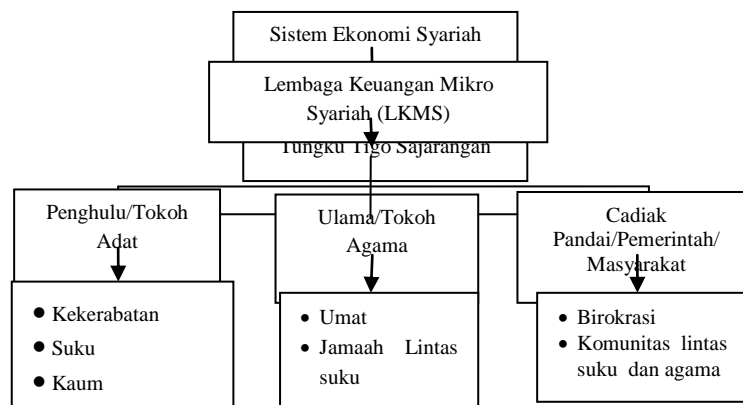 Sistem Ekonomi Syariah
Lembaga Keuangan Mikro
Syariah (LKMS)
Tungku Tigo Sajarangan
Penghulu/Tokoh
Adat
Ulama/Tokoh
Agama
Cadiak
Pandai/Pemerintah/
Masyarakat
● Kekerabatan
● Suku
● Kaum
• Umat
• Jamaah Lintas
suku
• Birokrasi
• Komunitas lintas
suku dan agama